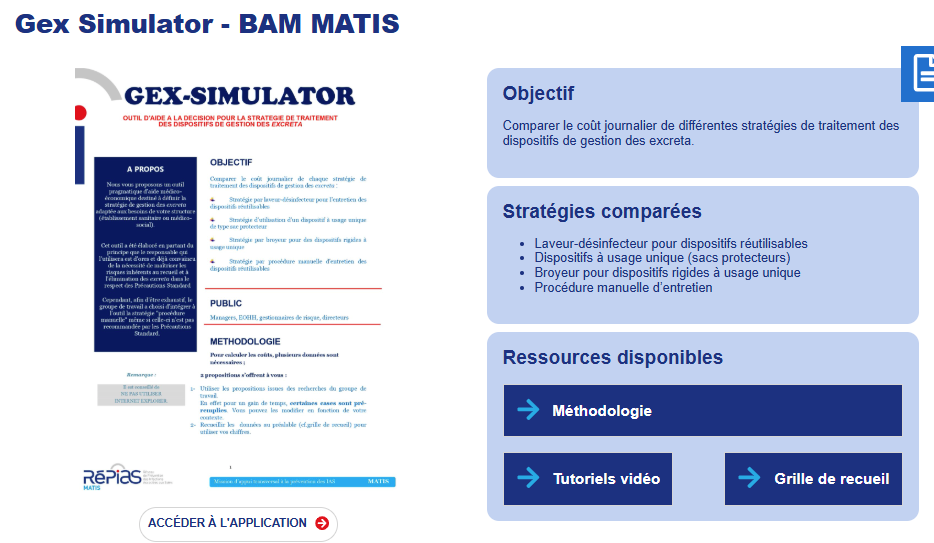 Gex Simulator - BAM MATIS
GEX-SIMULATOR
OUTIL D'AIDE A LA DECISION POUR LA STRATEGIE DE TRAITEMENT
DES DISPOSITIFS DE GESTION DES EXCRETA
A PROPOS
Nous vous proposons un outil
pragmatique d'aide médico-
économique destiné à définir la
stratégie de gestion des excreta
adaptée aux besoins de votre structure
(établissement sanitaire ou médico-
social).
Cet outil a été élaboré en partant du
principe que le responsable qui
l'utilisera est d'ores et déjà convaincu
de la nécessité de maîtriser les
risques inhérents au recueil et à
l'élimination des excreta dans le
respect des Précautions Standard
Cependant, afin d'être exhaustif, le
groupe de travail a choisi d'intégrer à
l'outil la stratégie "procédure
manuelle" même si celle-ci n'est pas
recommandée par les Précautions
Standard.
Remarque :
Il est conseillé de
NE PAS UTILISER
INTERNET EXPLORER
OBJECTIF
Comparer le coût journalier de chaque stratégie de
traitement des dispositifs de gestion des excreta :
Stratégie par laveur-désinfecteur pour l'entretien des
dispositifs réutilisables
Stratégie d'utilisation d'un dispositif à usage unique
de type sac protecteur
Stratégie par broyeur pour des dispositifs rigides à
usage unique
Stratégie par procédure manuelle d'entretien des
dispositifs réutilisables
PUBLIC
Managers, EOHH, gestionnaires de risque, directeurs
METHODOLOGIE
Pour calculer les coûts, plusieurs données sont
nécessaires :
2 propositions s'offrent à vous :
1- Utiliser les propositions issues des recherches du groupe de
travail.
En effet pour un gain de temps, certaines cases sont pré-
remplies. Vous pouvez les modifier en fonction de votre
contexte.
2- Recueillir les données au préalable (cf.grille de recueil) pour
utiliser vos chiffres.
1
RéPias
MATIS
Mission d'appui transversal à la prévention des IAS
MATIS
ACCÉDER À L'APPLICATION
Objectif
Comparer le coût journalier de différentes stratégies de traitement des
dispositifs de gestion des excreta.
Stratégies comparées
• Laveur-désinfecteur pour dispositifs réutilisables
• Dispositifs à usage unique (sacs protecteurs)
• Broyeur pour dispositifs rigides à usage unique
• Procédure manuelle d'entretien
Ressources disponibles
Méthodologie
Tutoriels vidéo
Grille de recueil